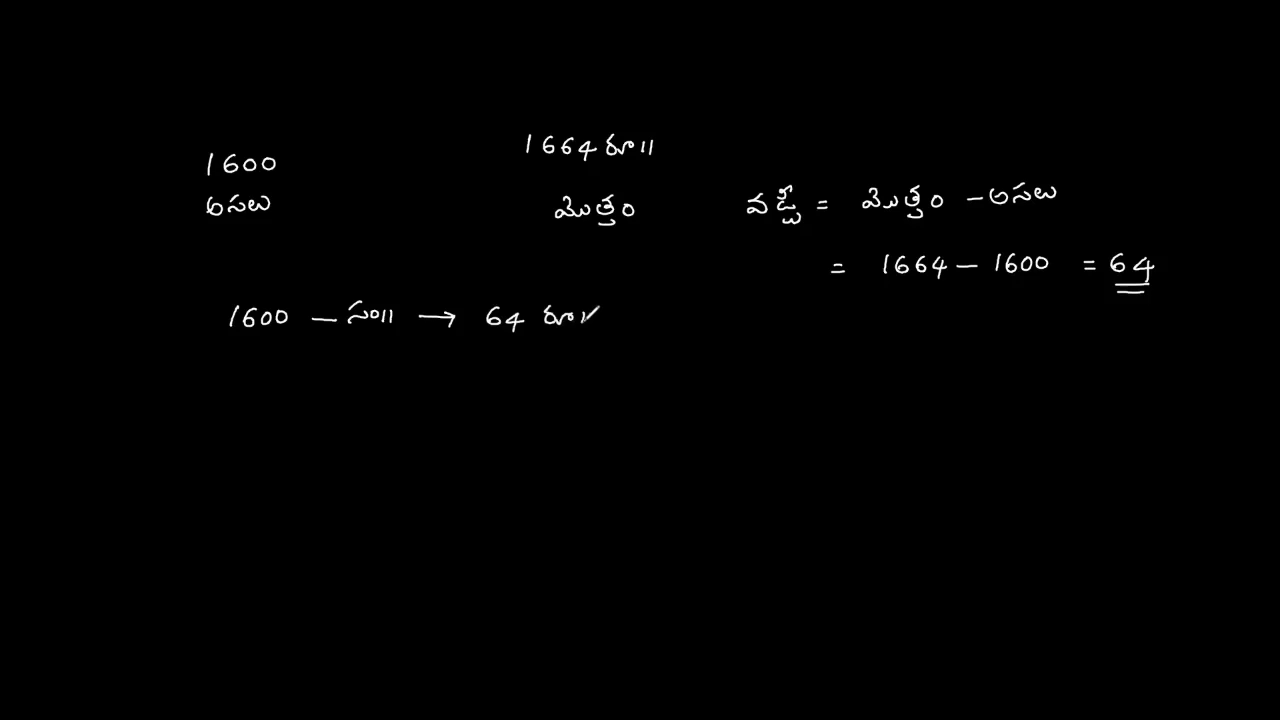 1600 1664 రూ॥
అసలు మొత్తం వడ్డీ = మొత్తం - అసలు
= 1664 - 1600 = 64
1600 - సం॥ → 64 రూ॥